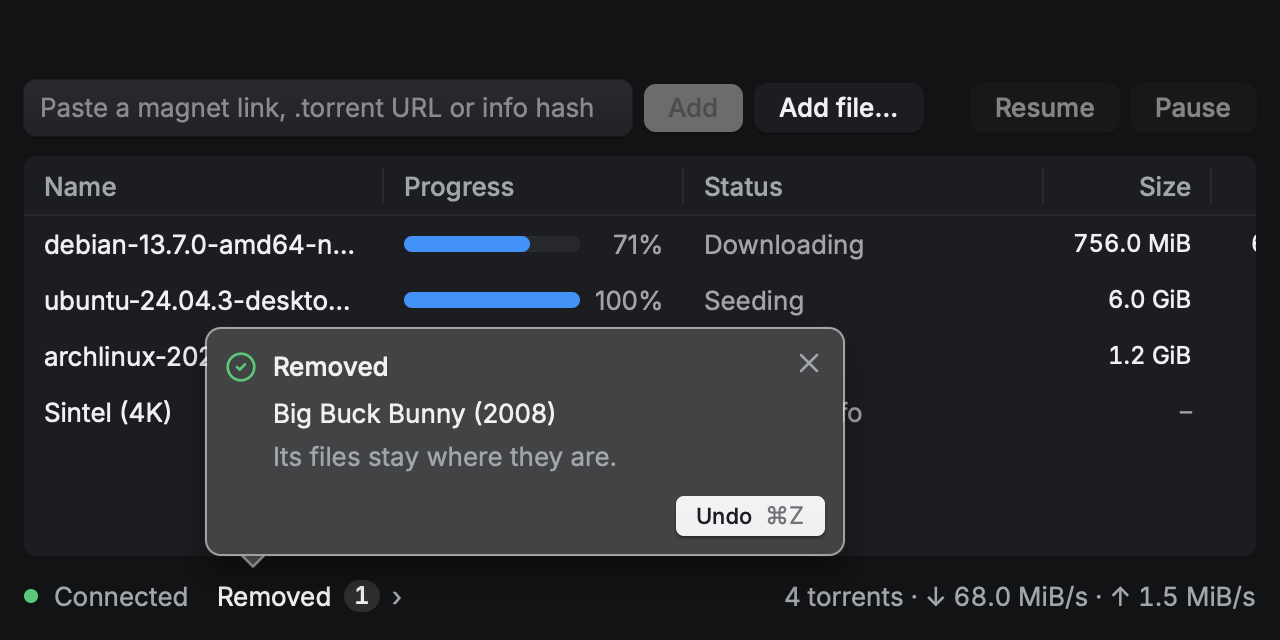 Paste a magnet link, .torrent URL or info hash Add Add file... Resume Pause
Name Progress Status Size
debian-13.7.0-amd64-n... 71% Downloading 756.0 MiB
ubuntu-24.04.3-deskto... 100% Seeding 6.0 GiB
archlinux-202 1.2 GiB
Sintel (4K) fo –
Removed
Big Buck Bunny (2008)
Its files stay where they are.
Undo ⌘Z
Connected Removed 1 › 4 torrents · ↓ 68.0 MiB/s · ↑ 1.5 MiB/s